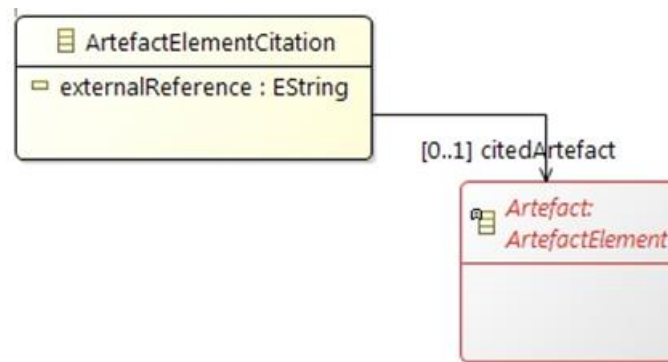 ArtefactElementCitation
externalReference : EString
[0..1] citedArtefact
Artefact:
ArtefactElement